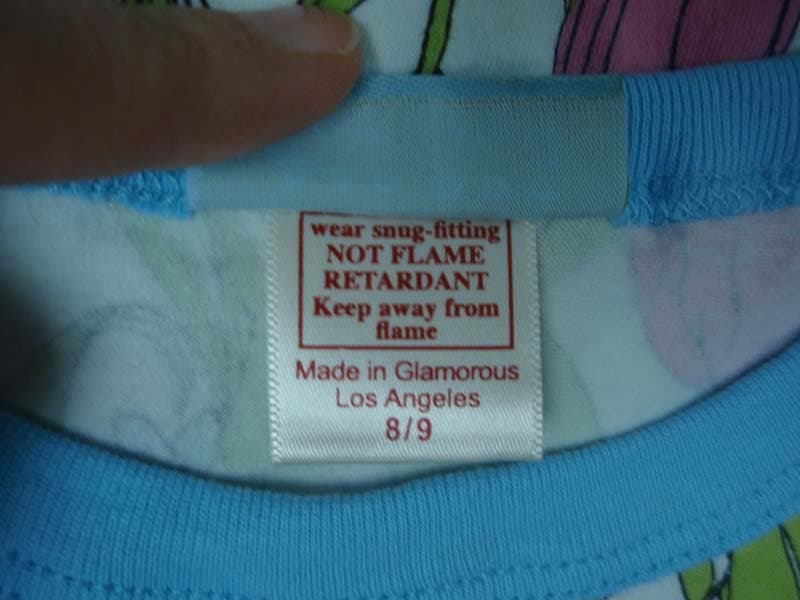 wear snug-fitting
NOT FLAME
RETARDANT
Keep away from
flame
Made in Glamorous
Los Angeles
8/9